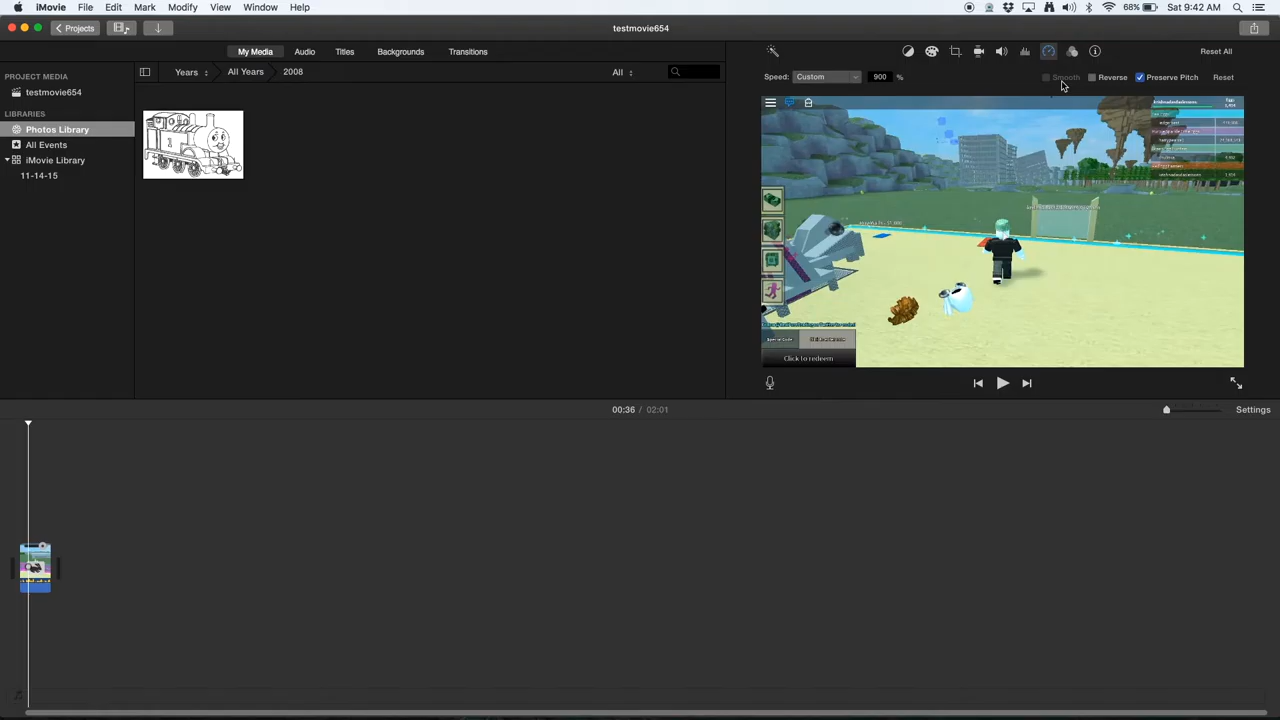 iMovie File Edit Mark Modify View Window Help 68% Sat 9:42 AM
Projects testmovie654
My Media Audio Titles Backgrounds Transitions Reset All
PROJECT MEDIA
testmovie654
LIBRARIES
Photos Library
All Events
iMovie Library
11-14-15
Years All Years 2008 All
Speed: Custom 900 % Smooth Reverse Preserve Pitch Reset
Click to redeem
00:36 / 02:01 Settings